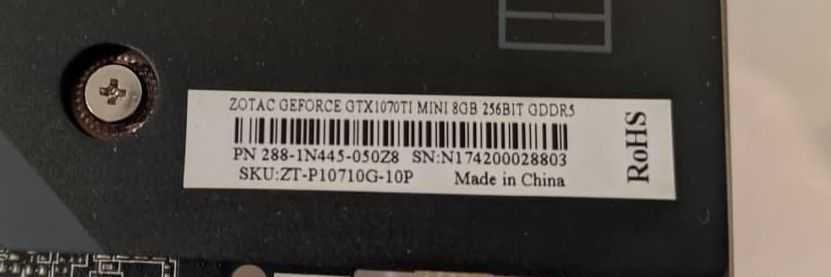 ZOTAC GEFORCE GTX1070TI MINI 8GB 256BIT GDDR5
PN 288-1N445-050Z8 SN:N174200028803
SKU:ZT-P10710G-10P Made in China
RoHS